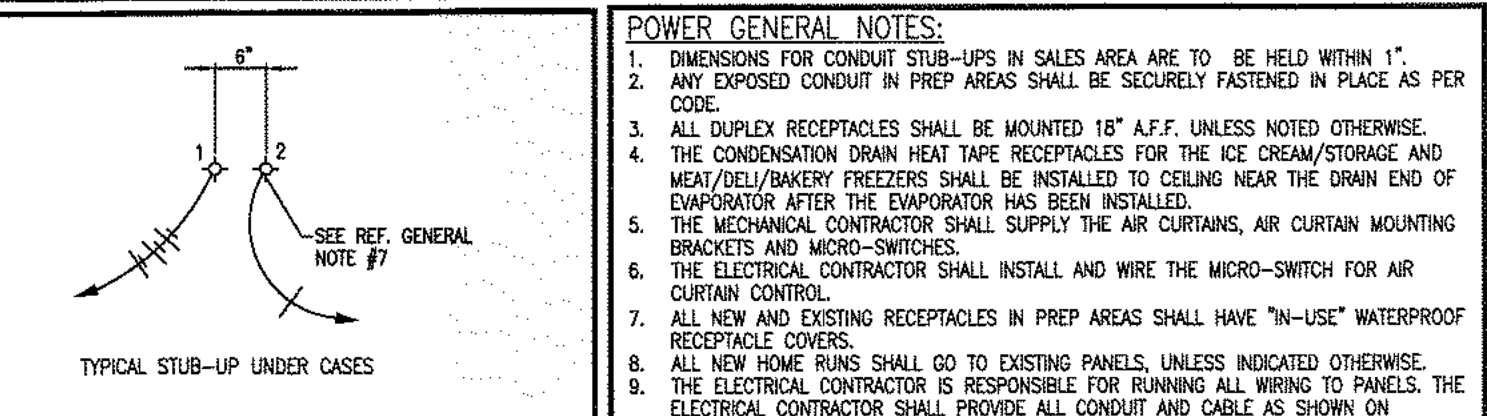 6"
1 2
SEE REF. GENERAL
NOTE #7
TYPICAL STUB-UP UNDER CASES
POWER GENERAL NOTES:
1. DIMENSIONS FOR CONDUIT STUB-UPS IN SALES AREA ARE TO BE HELD WITHIN 1".
2. ANY EXPOSED CONDUIT IN PREP AREAS SHALL BE SECURELY FASTENED IN PLACE AS PER
CODE.
3. ALL DUPLEX RECEPTACLES SHALL BE MOUNTED 18" A.F.F. UNLESS NOTED OTHERWISE.
4. THE CONDENSATION DRAIN HEAT TAPE RECEPTACLES FOR THE ICE CREAM/STORAGE AND
MEAT/DELI/BAKERY FREEZERS SHALL BE INSTALLED TO CEILING NEAR THE DRAIN END OF
EVAPORATOR AFTER THE EVAPORATOR HAS BEEN INSTALLED.
5. THE MECHANICAL CONTRACTOR SHALL SUPPLY THE AIR CURTAINS, AIR CURTAIN MOUNTING
BRACKETS AND MICRO-SWITCHES.
6. THE ELECTRICAL CONTRACTOR SHALL INSTALL AND WIRE THE MICRO-SWITCH FOR AIR
CURTAIN CONTROL.
7. ALL NEW AND EXISTING RECEPTACLES IN PREP AREAS SHALL HAVE "IN-USE" WATERPROOF
RECEPTACLE COVERS.
8. ALL NEW HOME RUNS SHALL GO TO EXISTING PANELS, UNLESS INDICATED OTHERWISE.
9. THE ELECTRICAL CONTRACTOR IS RESPONSIBLE FOR RUNNING ALL WIRING TO PANELS. THE
ELECTRICAL CONTRACTOR SHALL PROVIDE ALL CONDUIT AND CABLE AS SHOWN ON